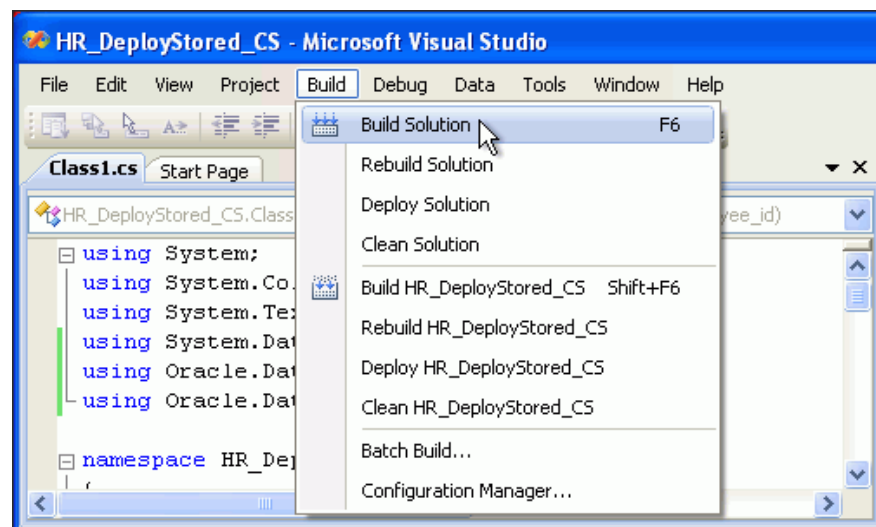 HR_DeployStored_CS - Microsoft Visual Studio
File Edit View Project Build Debug Data Tools Window Help
Build Solution F6
Class1.cs Start Page
Rebuild Solution
Deploy Solution
HR_DeployStored_CS.Class yee_id)
Clean Solution
using System;
using System.Co
Build HR_DeployStored_CS Shift+F6
using System.Te
Rebuild HR_DeployStored_CS
using System.Dat
Deploy HR_DeployStored_CS
using Oracle.Dat
Clean HR_DeployStored_CS
using Oracle.Dat
Batch Build...
namespace HR_Dep
{
Configuration Manager...